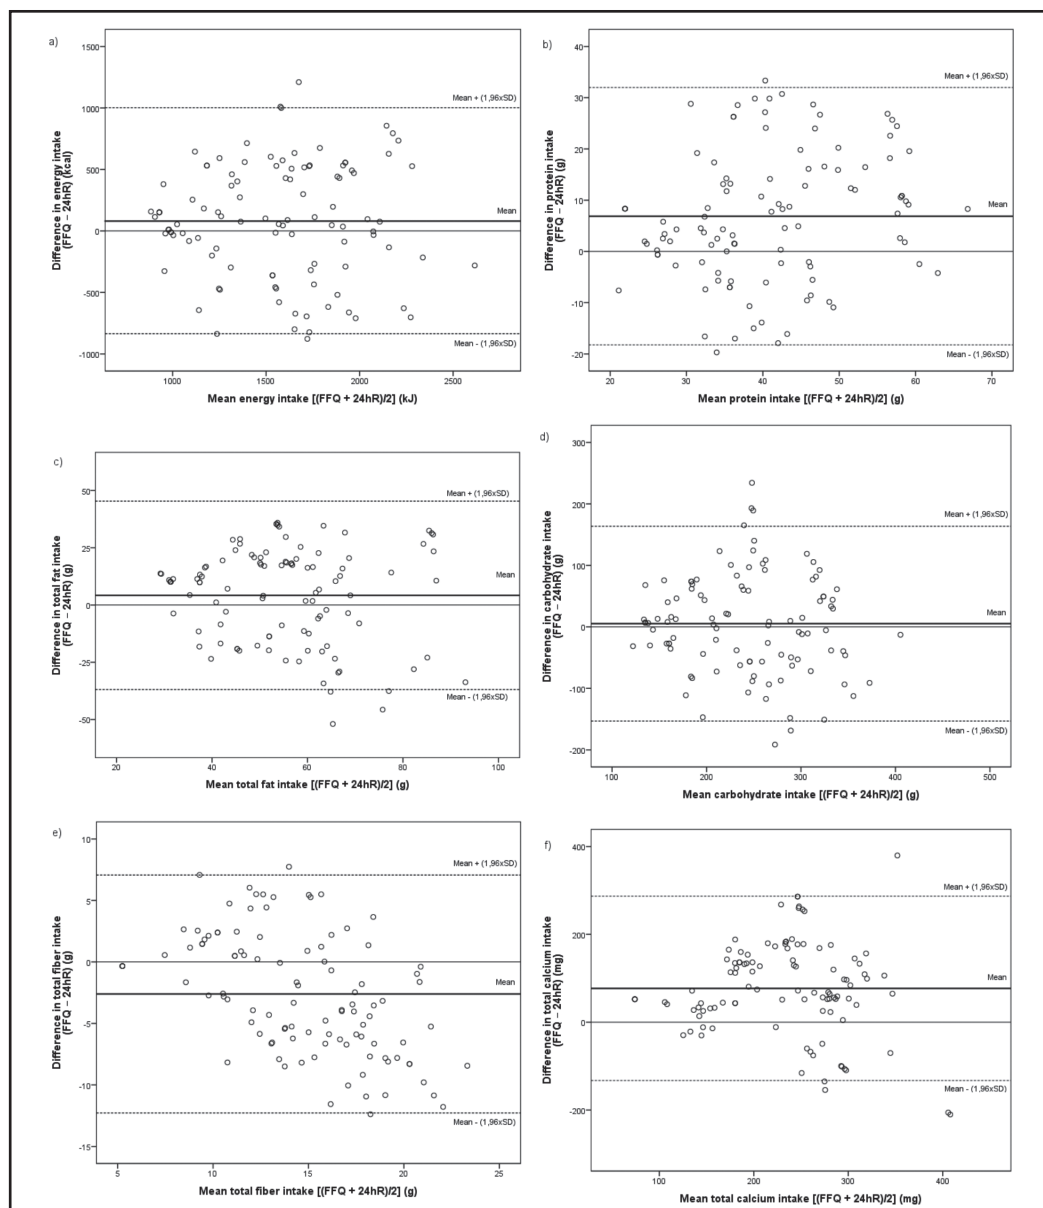 a)
1500
1000
500
0
-500
-1000
Difference in energy intake
(FFQ – 24hR) (kcal)
Mean + (1,96xSD)
Mean
Mean – (1,96xSD)
1000 1500 2000 2500
Mean energy intake [(FFQ + 24hR)/2] (kJ)
b)
40
30
20
10
0
-10
-20
Difference in protein intake
(FFQ – 24hR) (g)
Mean + (1,96xSD)
Mean
Mean – (1,96xSD)
20 30 40 50 60 70
Mean protein intake [(FFQ + 24hR)/2] (g)
c)
50
25
0
-25
-50
Difference in total fat intake
(FFQ – 24hR) (g)
Mean + (1,96xSD)
Mean
Mean – (1,96xSD)
20 40 60 80 100
Mean total fat intake [(FFQ + 24hR)/2] (g)
d)
300
200
100
0
-100
-200
Difference in carbohydrate intake
(FFQ – 24hR) (g)
Mean + (1,96xSD)
Mean
Mean – (1,96xSD)
100 200 300 400 500
Mean carbohydrate intake [(FFQ + 24hR)/2] (g)
e)
10
5
0
-5
-10
-15
Difference in total fiber intake
(FFQ – 24hR) (g)
Mean + (1,96xSD)
Mean
Mean – (1,96xSD)
5 10 15 20 25
Mean total fiber intake [(FFQ + 24hR)/2] (g)
f)
400
200
0
-200
Difference in total calcium intake
(FFQ – 24hR) (mg)
Mean + (1,96xSD)
Mean
Mean – (1,96xSD)
100 200 300 400
Mean total calcium intake [(FFQ + 24hR)/2] (mg)